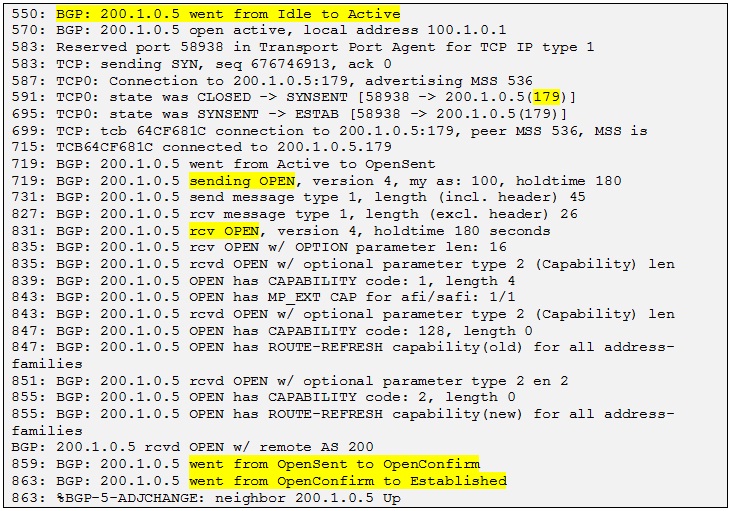 550: BGP: 200.1.0.5 went from Idle to Active
570: BGP: 200.1.0.5 open active, local address 100.1.0.1
583: Reserved port 58938 in Transport Port Agent for TCP IP type 1
583: TCP: sending SYN, seq 676746913, ack 0
587: TCP0: Connection to 200.1.0.5:179, advertising MSS 536
591: TCP0: state was CLOSED -> SYNSENT [58938 -> 200.1.0.5(179)]
695: TCP0: state was SYNSENT -> ESTAB [58938 -> 200.1.0.5(179)]
699: TCP: tcb 64CF681C connection to 200.1.0.5:179, peer MSS 536, MSS is
715: TCB64CF681C connected to 200.1.0.5.179
719: BGP: 200.1.0.5 went from Active to OpenSent
719: BGP: 200.1.0.5 sending OPEN, version 4, my as: 100, holdtime 180
731: BGP: 200.1.0.5 send message type 1, length (incl. header) 45
827: BGP: 200.1.0.5 rcv message type 1, length (excl. header) 26
831: BGP: 200.1.0.5 rcv OPEN, version 4, holdtime 180 seconds
835: BGP: 200.1.0.5 rcv OPEN w/ OPTION parameter len: 16
835: BGP: 200.1.0.5 rcvd OPEN w/ optional parameter type 2 (Capability) len
839: BGP: 200.1.0.5 OPEN has CAPABILITY code: 1, length 4
843: BGP: 200.1.0.5 OPEN has MP_EXT CAP for afi/safi: 1/1
843: BGP: 200.1.0.5 rcvd OPEN w/ optional parameter type 2 (Capability) len
847: BGP: 200.1.0.5 OPEN has CAPABILITY code: 128, length 0
847: BGP: 200.1.0.5 OPEN has ROUTE-REFRESH capability(old) for all address-
families
851: BGP: 200.1.0.5 rcvd OPEN w/ optional parameter type 2 en 2
855: BGP: 200.1.0.5 OPEN has CAPABILITY code: 2, length 0
855: BGP: 200.1.0.5 OPEN has ROUTE-REFRESH capability(new) for all address-
families
BGP: 200.1.0.5 rcvd OPEN w/ remote AS 200
859: BGP: 200.1.0.5 went from OpenSent to OpenConfirm
863: BGP: 200.1.0.5 went from OpenConfirm to Established
863: %BGP-5-ADJCHANGE: neighbor 200.1.0.5 Up